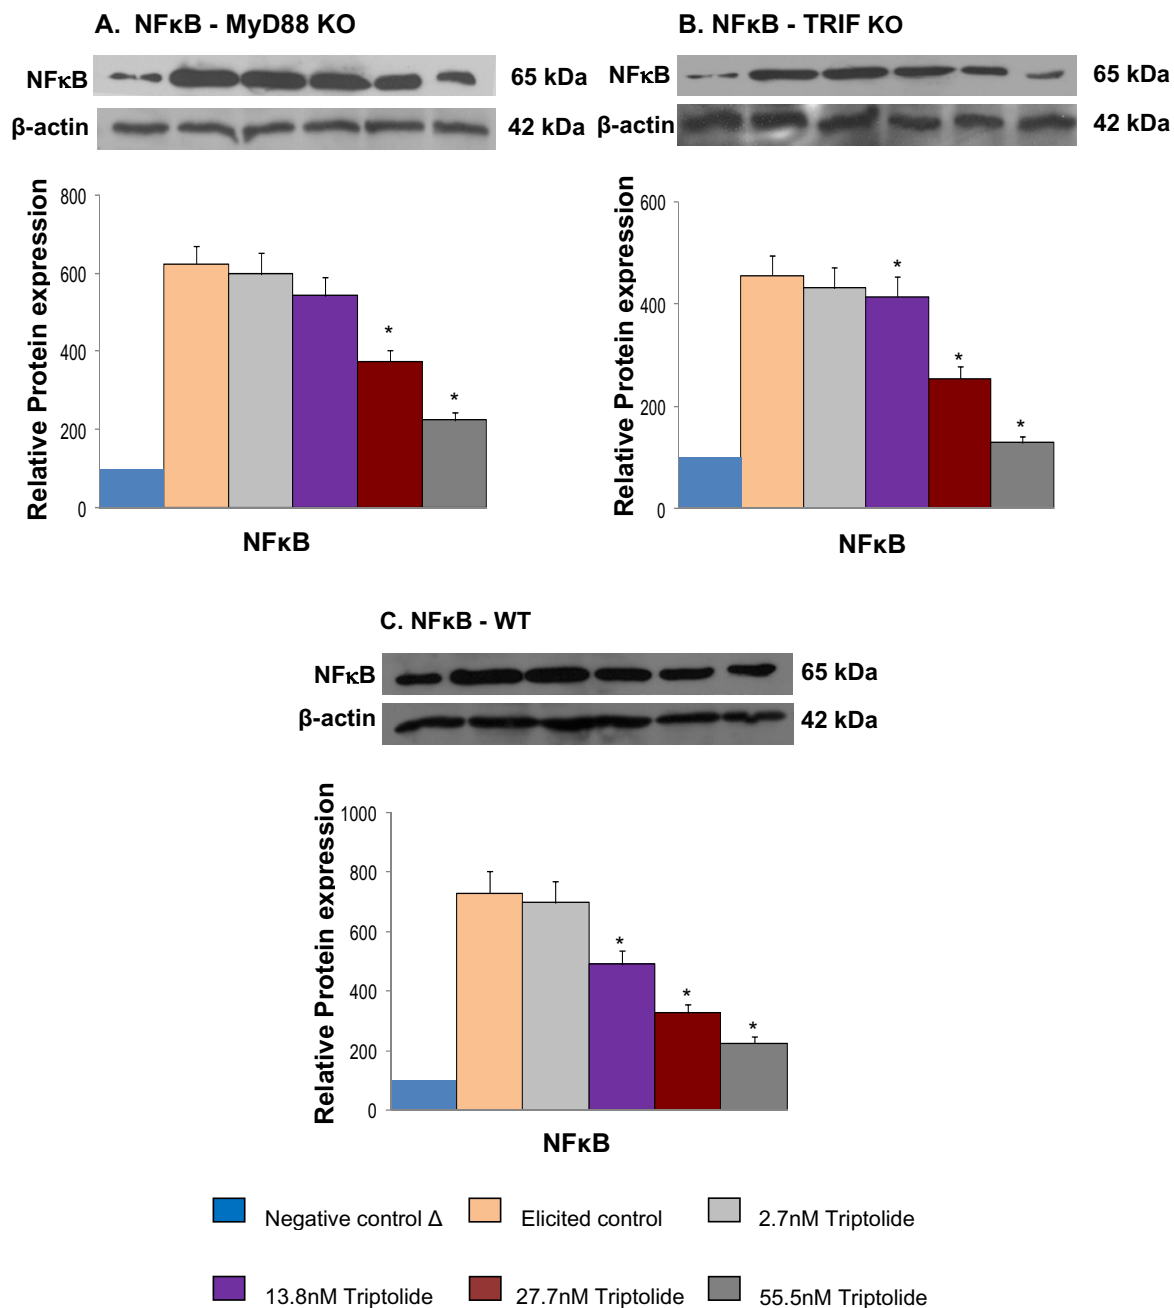 A. NFκB - MyD88 KO
NFκB 65 kDa
β-actin 42 kDa
Relative Protein expression
800
600
400
200
0
*
*
NFκB
B. NFκB - TRIF KO
NFκB 65 kDa
β-actin 42 kDa
Relative Protein expression
600
400
200
0
*
*
*
NFκB
C. NFκB - WT
NFκB 65 kDa
β-actin 42 kDa
Relative Protein expression
1000
800
600
400
200
0
*
*
*
NFκB
Negative control Δ Elicited control 2.7nM Triptolide
13.8nM Triptolide 27.7nM Triptolide 55.5nM Triptolide